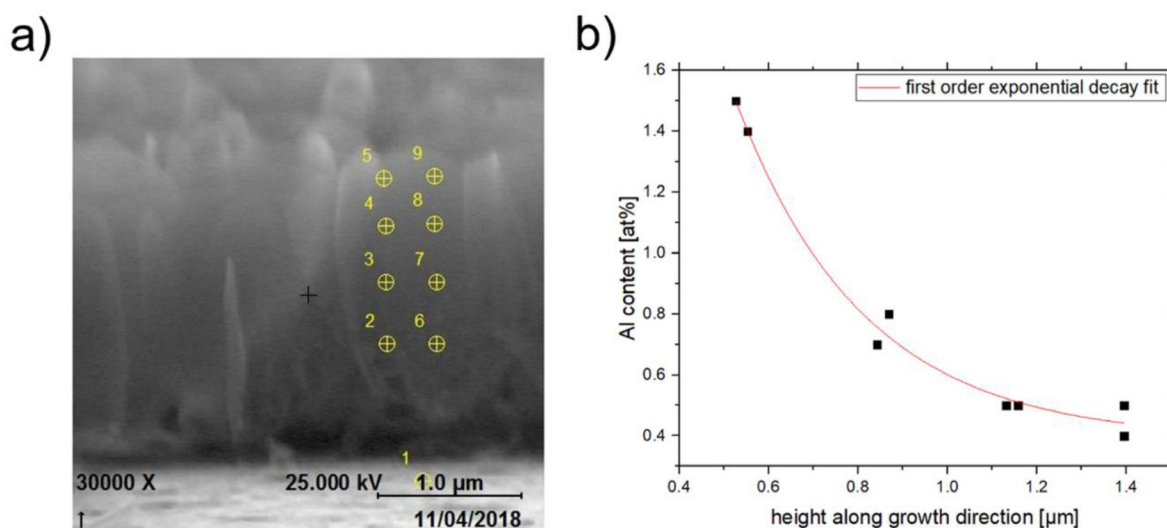 a)
5 9
4 8
3 7
2 6
1
30000 X 25.000 kV 1.0 µm
11/04/2018
b)
1.6
1.4
1.2
1.0
0.8
0.6
0.4
Al content [at%]
first order exponential decay fit
0.4 0.6 0.8 1.0 1.2 1.4
height along growth direction [µm]